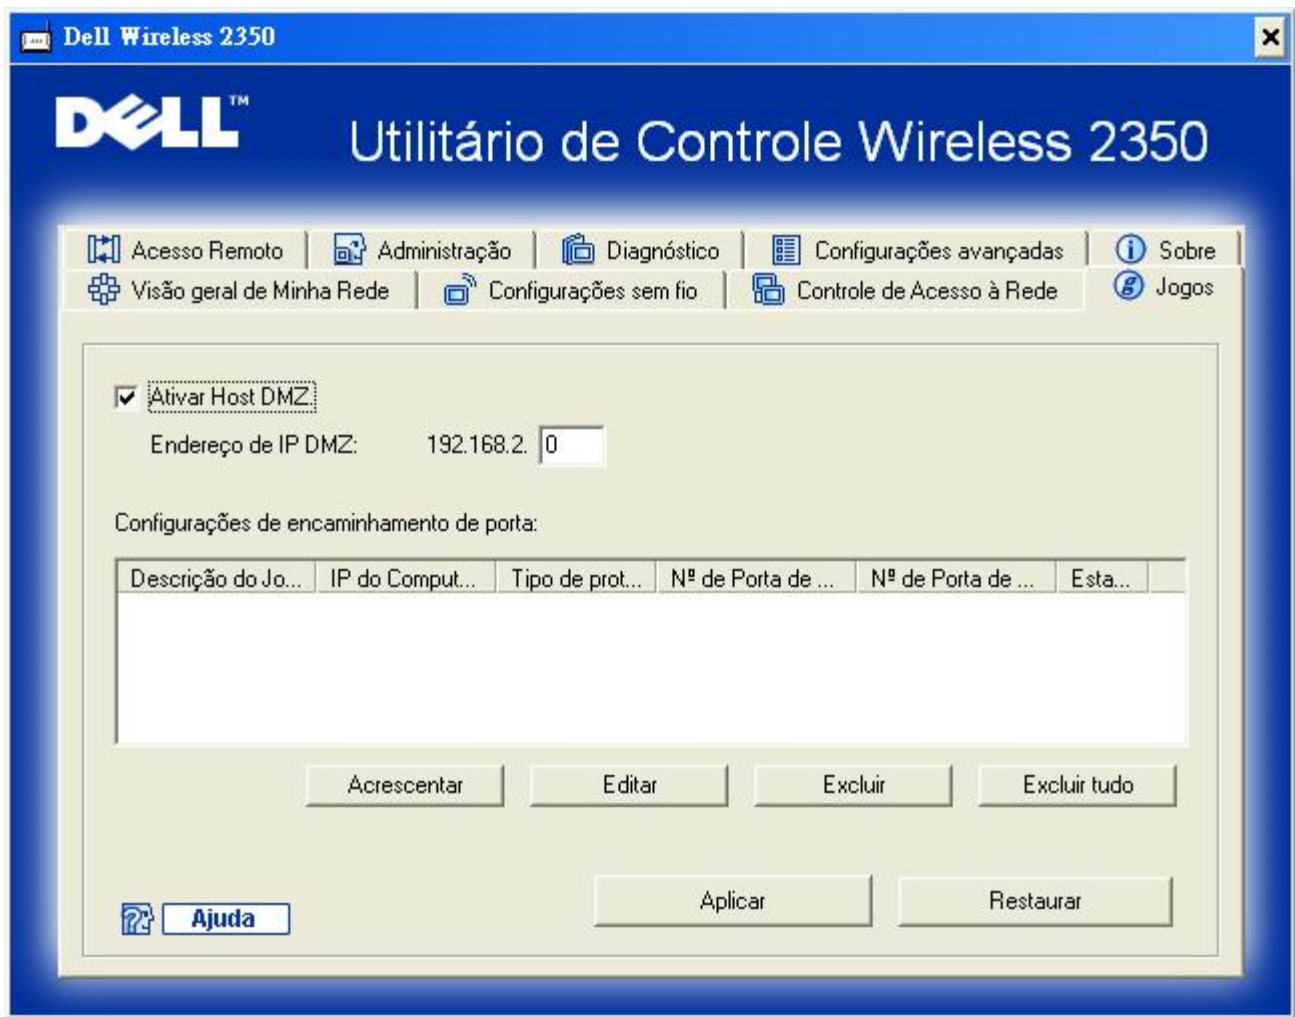 Dell Wireless 2350
DELL™
Utilitário de Controle Wireless 2350
Acesso Remoto
Administração
Diagnóstico
Configurações avançadas
Sobre
Visão geral de Minha Rede
Configurações sem fio
Controle de Acesso à Rede
Jogos
Ativar Host DMZ.
Endereço de IP DMZ: 192.168.2. 0
Configurações de encaminhamento de porta:
Descrição do Jo... IP do Comput... Tipo de prot... Nº de Porta de ... Nº de Porta de ... Esta...
Acrescentar
Editar
Excluir
Excluir tudo
Aplicar
Restaurar
Ajuda